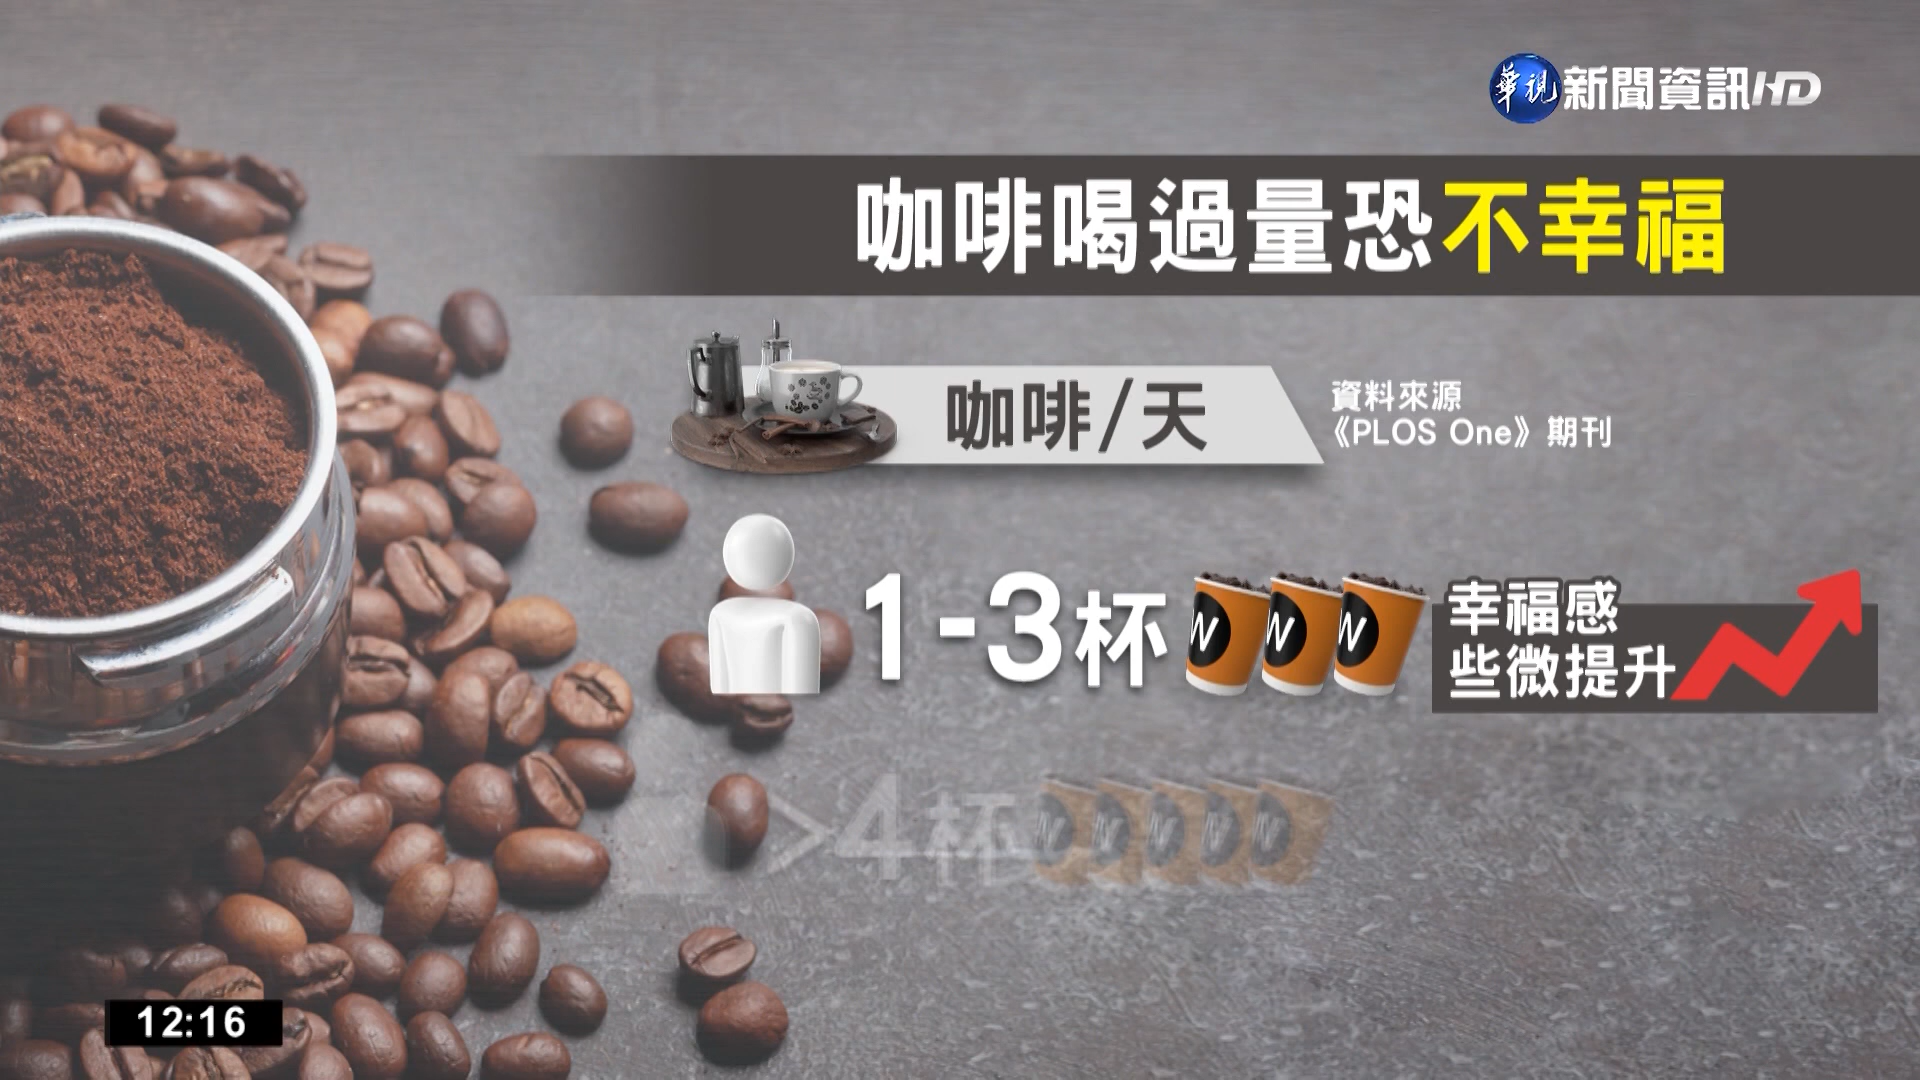 華視 新聞資訊HD
咖啡喝過量恐不幸福
咖啡/天
資料來源
《PLOS One》期刊
1-3杯
幸福感
些微提升
>4杯
12:16